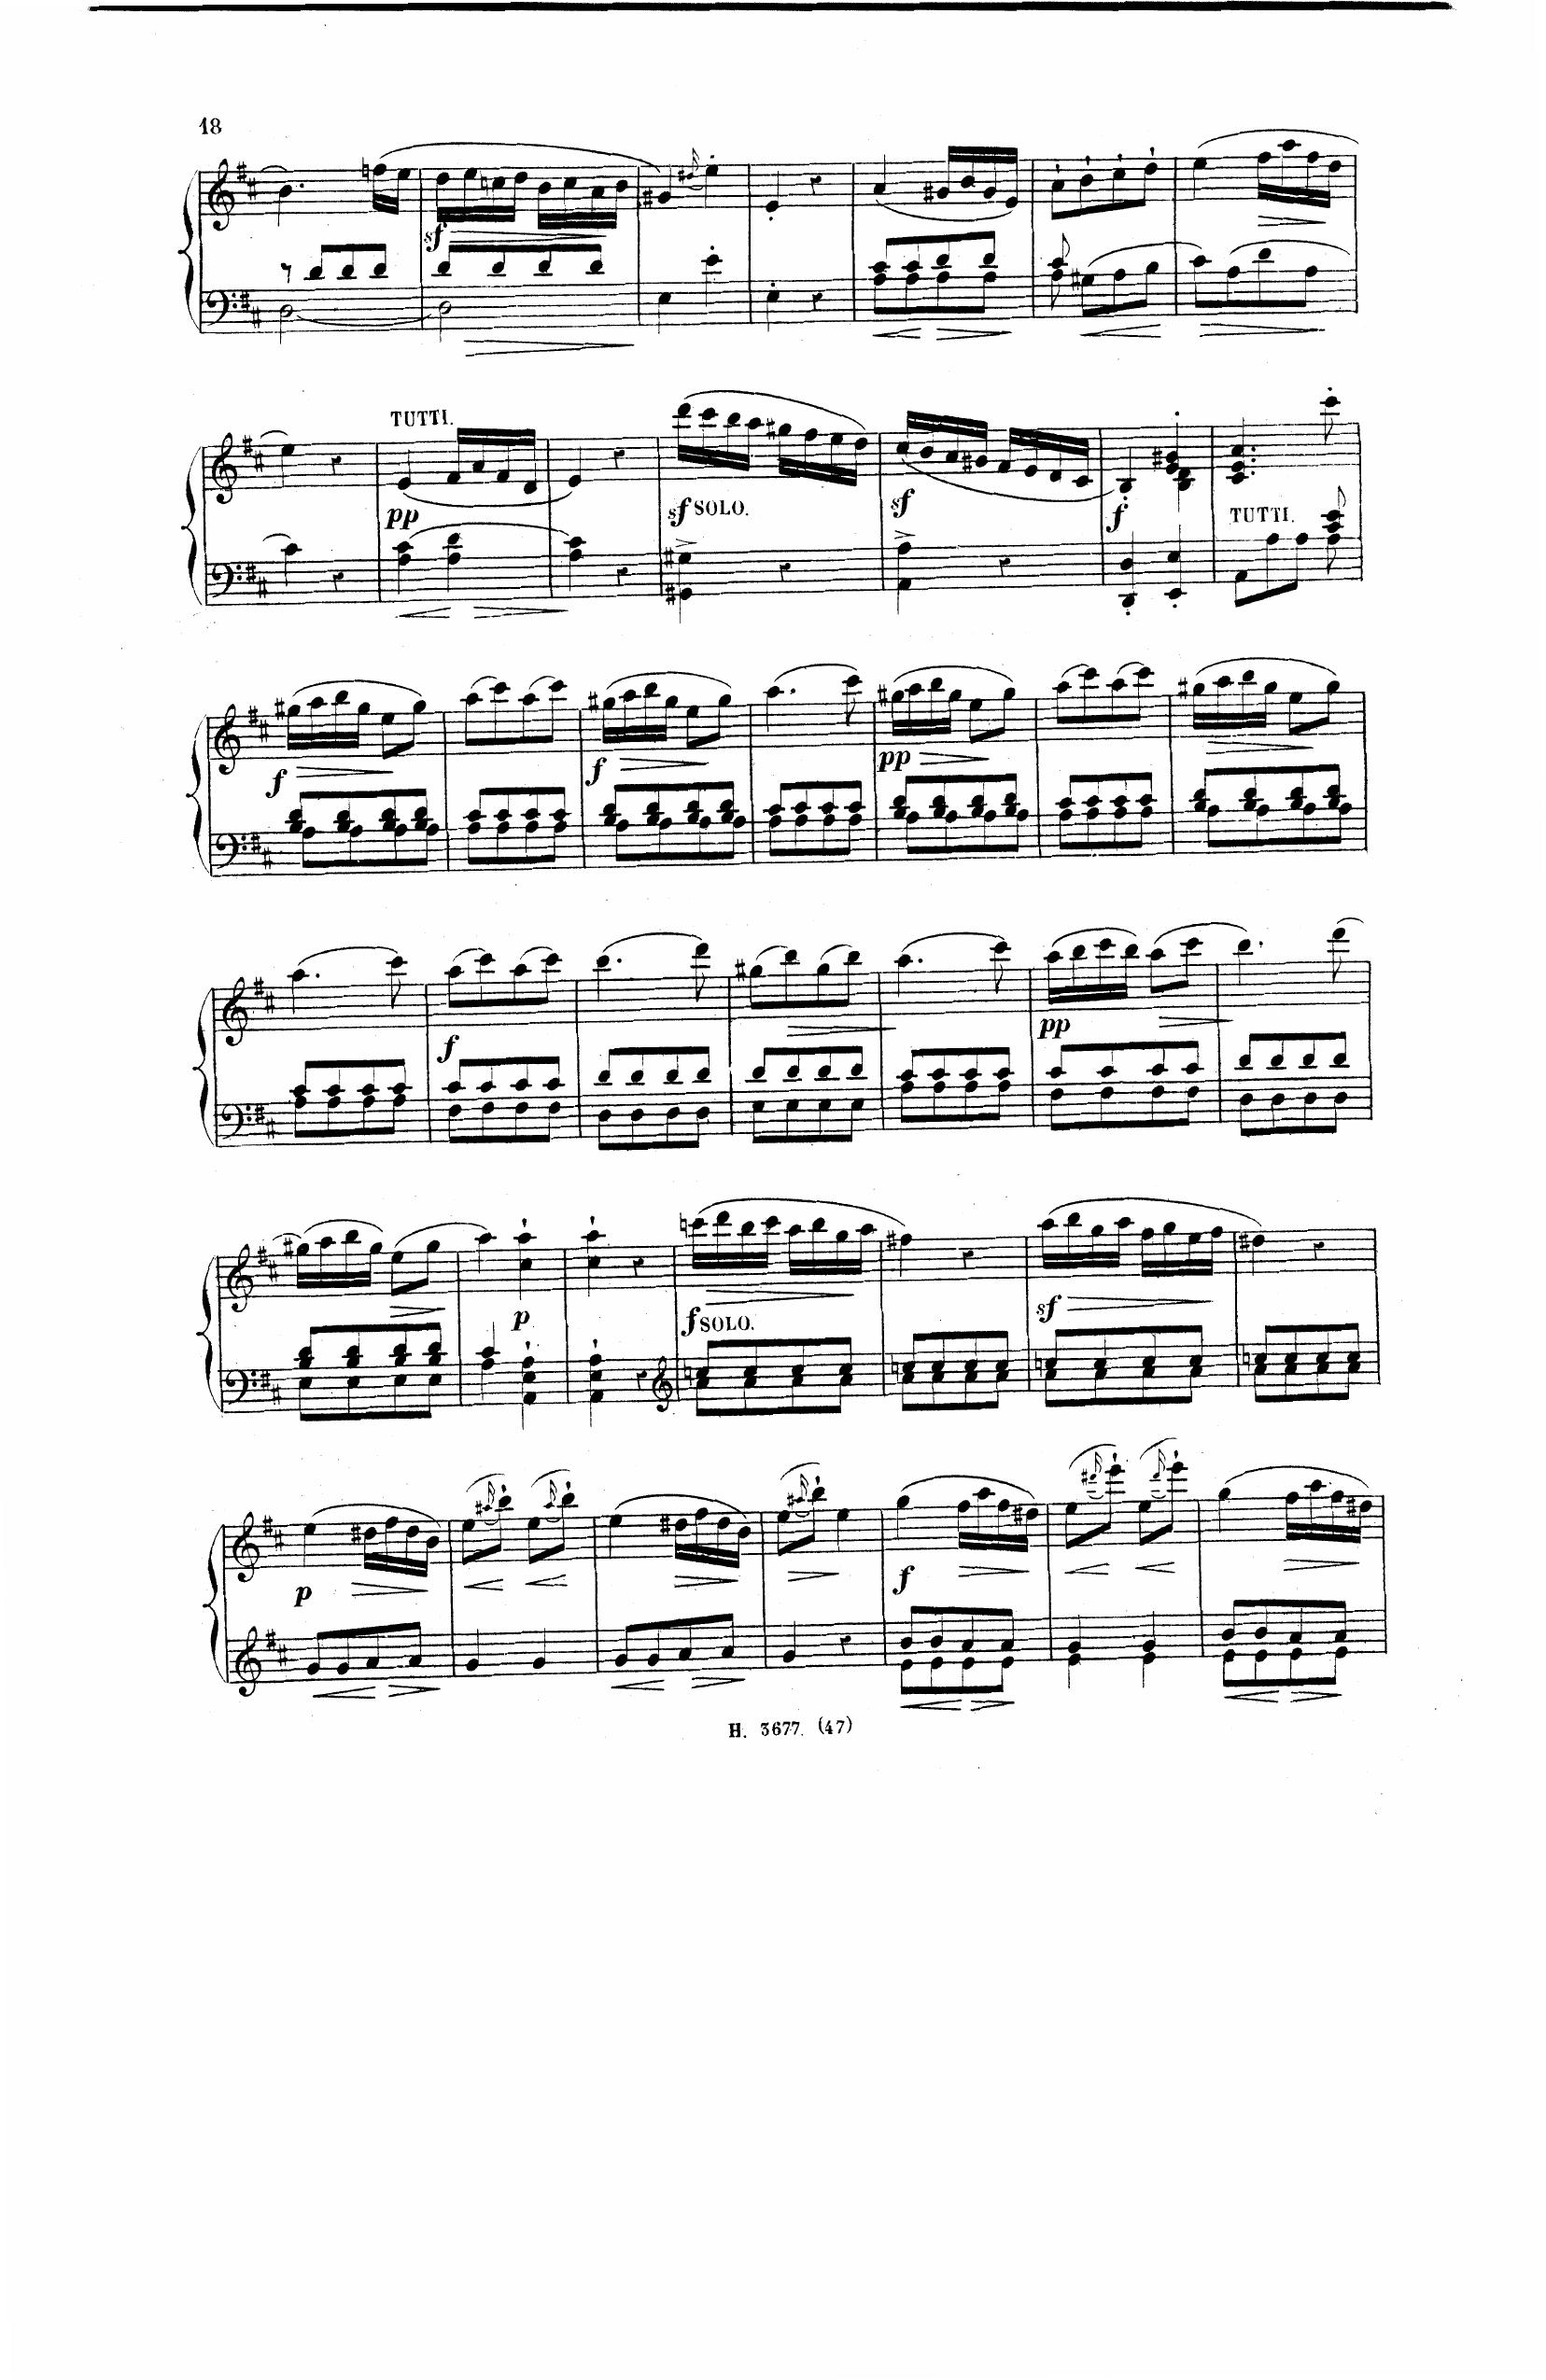 18
sf
TUTTI.
pp
sf SOLO.
sf
f
TUTTI.
f
f
pp
f
pp
p
f SOLO.
sf
p
f
H. 3677. (47)